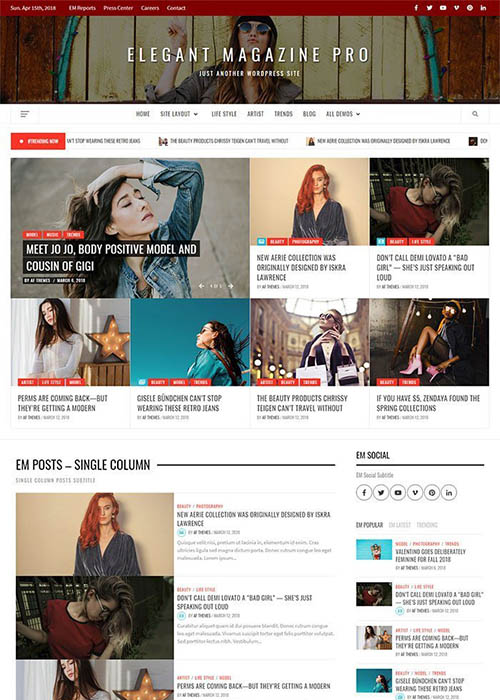 Sun. Apr 15th, 2018 EM Reports Press Center Careers Contact
ELEGANT MAGAZINE PRO
JUST ANOTHER WORDPRESS SITE
HOME SITE LAYOUT LIFE STYLE ARTIST TRENDS BLOG ALL DEMOS
#TRENDING NOW N'T STOP WEARING THESE RETRO JEANS THE BEAUTY PRODUCTS CHRISSY TEIGEN CAN'T TRAVEL WITHOUT NEW AERIE COLLECTION WAS ORIGINALLY DESIGNED BY ISKRA LAWRENCE
MODEL MUSIC TRENDS
MEET JO JO, BODY POSITIVE MODEL AND
COUSIN OF GIGI
BY AF THEMES / MARCH 6, 2018
1 OF 5
BEAUTY PHOTOGRAPHY
NEW AERIE COLLECTION WAS
ORIGINALLY DESIGNED BY ISKRA
LAWRENCE
BY AF THEMES / MARCH 12, 2018
BEAUTY LIFE STYLE
DON'T CALL DEMI LOVATO A "BAD
GIRL" — SHE'S JUST SPEAKING OUT
LOUD
BY AF THEMES / MARCH 12, 2018
ARTIST LIFE STYLE MODEL
PERMS ARE COMING BACK—BUT
THEY'RE GETTING A MODERN
BY AF THEMES / MARCH 12, 2018
BEAUTY MODEL TRENDS
GISELE BÜNDCHEN CAN'T STOP
WEARING THESE RETRO JEANS
BY AF THEMES / MARCH 12, 2018
ARTIST BEAUTY TRENDS
THE BEAUTY PRODUCTS CHRISSY
TEIGEN CAN'T TRAVEL WITHOUT
BY AF THEMES / MARCH 12, 2018
BEAUTY TRENDS
IF YOU HAVE $5, ZENDAYA FOUND THE
SPRING COLLECTIONS
BY AF THEMES / MARCH 12, 2018
EM POSTS – SINGLE COLUMN
SINGLE COLUMN POSTS SUBTITLE
BEAUTY / PHOTOGRAPHY
NEW AERIE COLLECTION WAS ORIGINALLY DESIGNED BY ISKRA
LAWRENCE
BY AF THEMES / MARCH 12, 2018
Quisque velit nisi, pretium ut lacinia in, elementum id enim. Cras
ultricies ligula sed magna dictum porta. Donec rutrum congue leo eget
malesuada. Lorem ipsum...
BEAUTY / LIFE STYLE
DON'T CALL DEMI LOVATO A "BAD GIRL" — SHE'S JUST
SPEAKING OUT LOUD
BY AF THEMES / MARCH 12, 2018
Curabitur aliquet quam id dui posuere blandit. Donec rutrum congue
leo eget malesuada. Vivamus suscipit tortor eget felis porttitor volutpat.
Sed porttitor lectus nibh. Vestibulum...
ARTIST / LIFE STYLE / MODEL
PERMS ARE COMING BACK—BUT THEY'RE GETTING A MODERN
EM SOCIAL
EM Social Subtitle
EM POPULAR EM LATEST TRENDING
MODEL / PHOTOGRAPHY / TRENDS
VALENTINO GOES DELIBERATELY
FEMININE FOR FALL 2018
BY AF THEMES / MARCH 6, 2018
BEAUTY / LIFE STYLE
DON'T CALL DEMI LOVATO A
"BAD GIRL" — SHE'S JUST
SPEAKING OUT LOUD
BY AF THEMES / MARCH 12, 2018
ARTIST / LIFE STYLE / MODEL
PERMS ARE COMING BACK—BUT
THEY'RE GETTING A MODERN
BY AF THEMES / MARCH 12, 2018
BEAUTY / MODEL / TRENDS
GISELE BÜNDCHEN CAN'T STOP
WEARING THESE RETRO JEANS
BY AF THEMES / MARCH 12, 2018